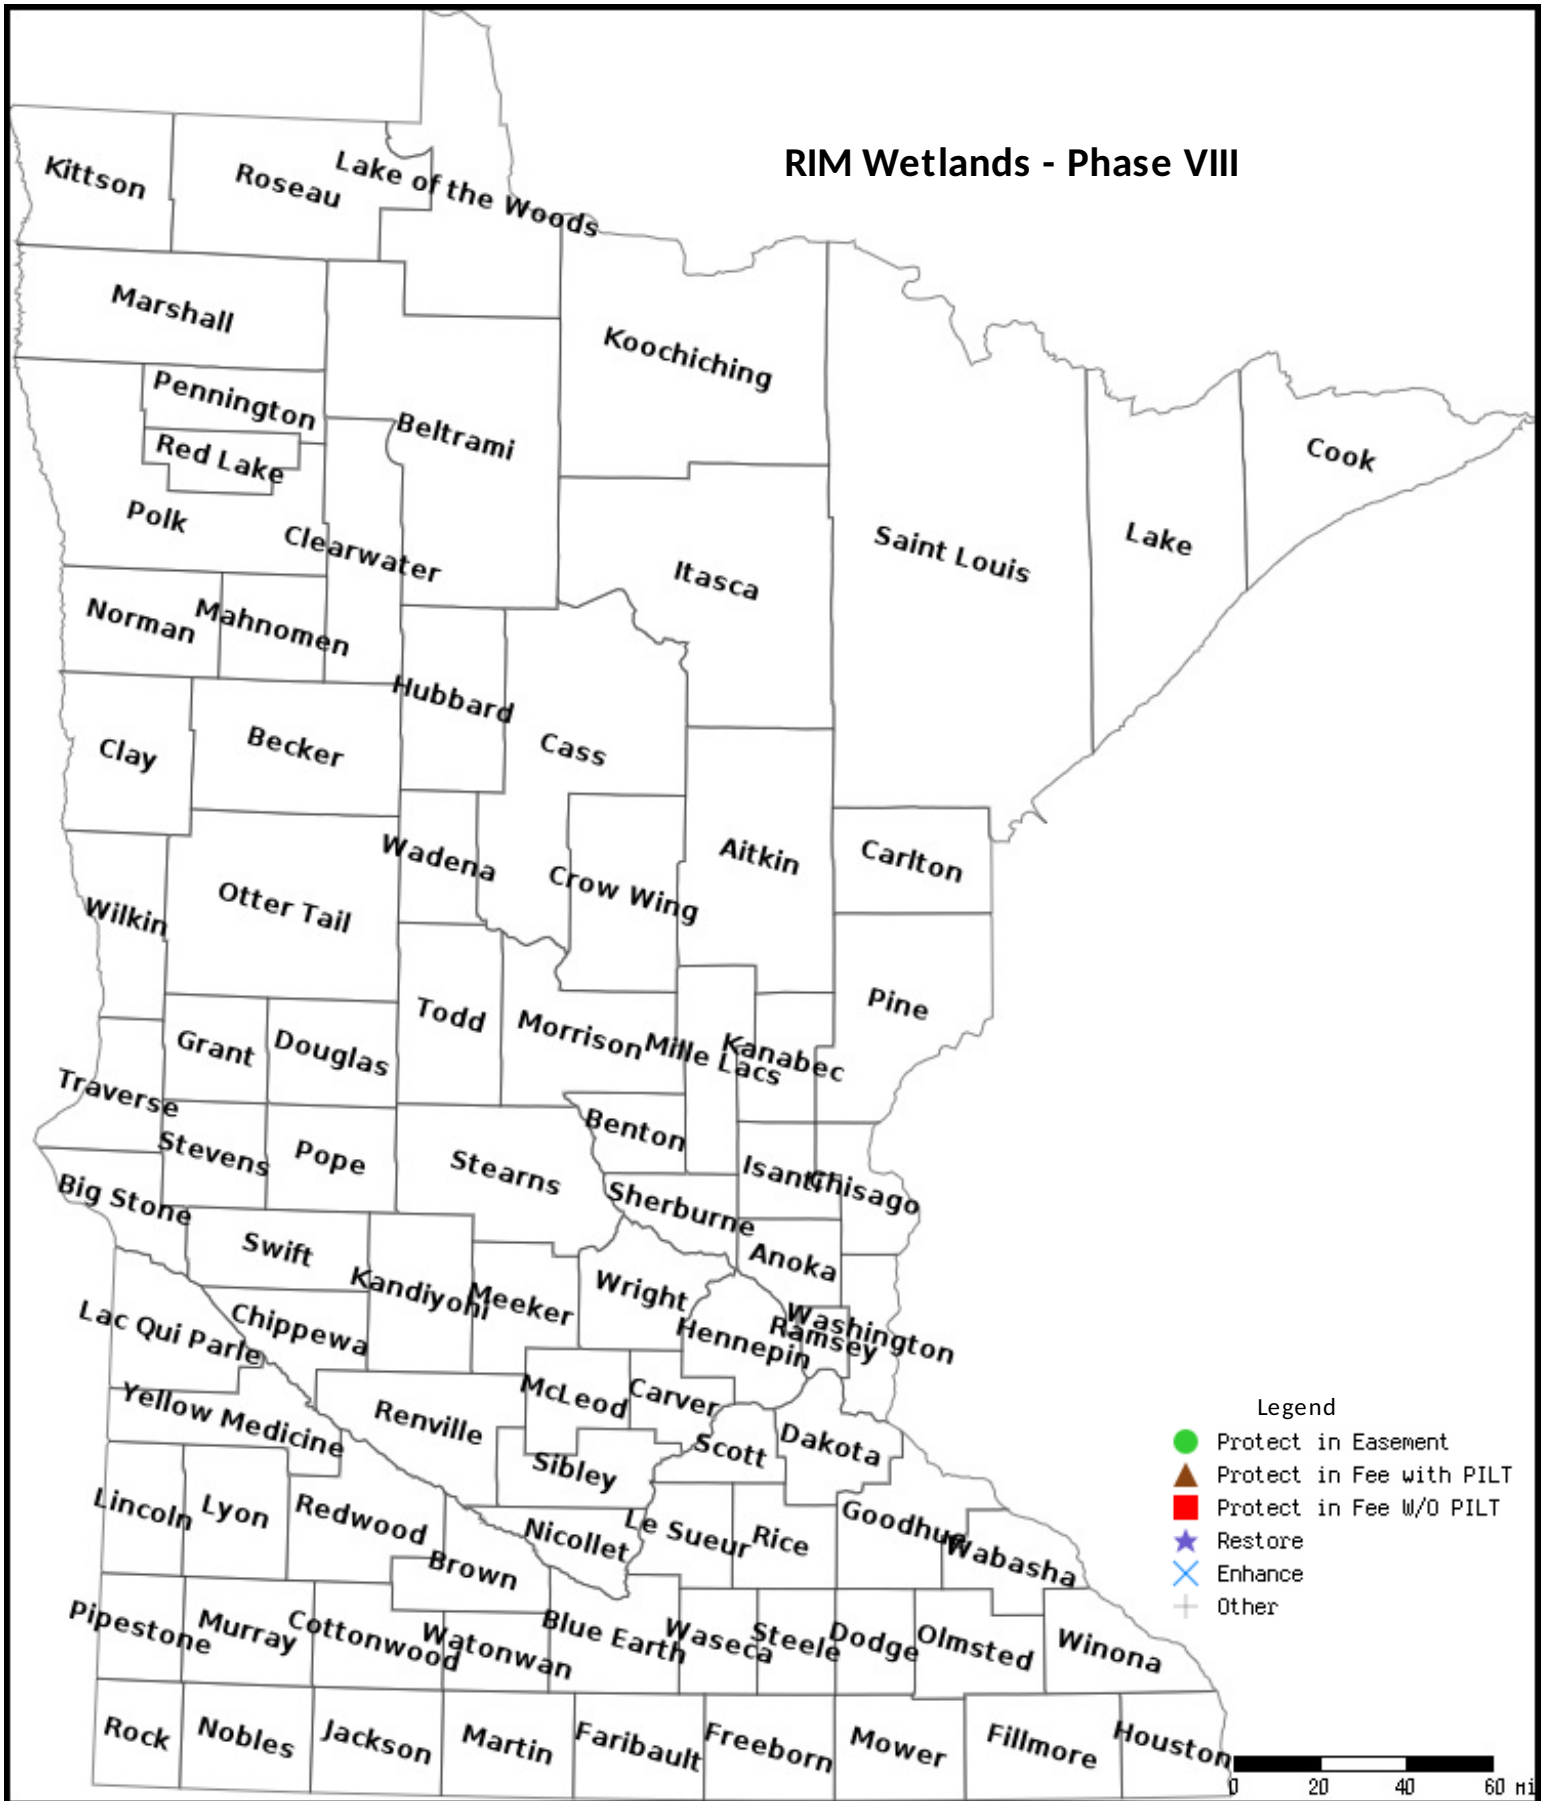 RIM Wetlands - Phase VIII
Kittson
Roseau
Lake of the Woods
Marshall
Koochiching
Pennington
Beltrami
Red Lake
Cook
Polk
Clearwater
Saint Louis
Lake
Itasca
Norman
Mahnomen
Hubbard
Clay
Becker
Cass
Wadena
Aitkin
Carlton
Crow Wing
Otter Tail
Wilkin
Todd
Morrison
Pine
Grant
Douglas
Mille Lacs
Kanabec
Traverse
Benton
Stevens
Pope
Stearns
Isanti
Chisago
Big Stone
Sherburne
Swift
Anoka
Kandiyohi
Meeker
Wright
Lac Qui Parle
Chippewa
Hennepin
Ramsey
Washington
Yellow Medicine
McLeod
Carver
Renville
Scott
Dakota
Sibley
Lincoln
Lyon
Redwood
Nicollet
Le Sueur
Rice
Goodhue
Wabasha
Brown
Pipestone
Murray
Cottonwood
Watonwan
Blue Earth
Waseca
Steele
Dodge
Olmsted
Winona
Rock
Nobles
Jackson
Martin
Faribault
Freeborn
Mower
Fillmore
Houston
Legend
Protect in Easement
Protect in Fee with PILT
Protect in Fee W/O PILT
Restore
Enhance
Other
0 20 40 60 mi